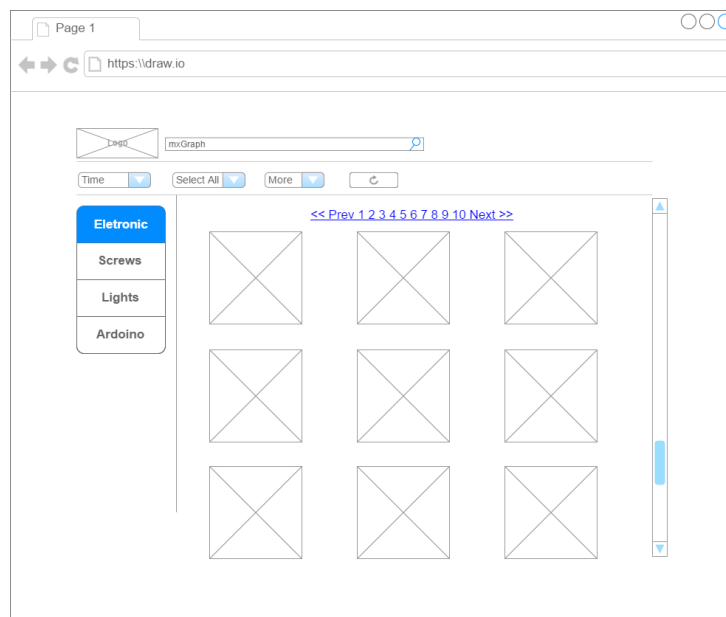 Page 1
https:\\draw.io
Logo
mxGraph
Time Select All More
<< Prev 1 2 3 4 5 6 7 8 9 10 Next >>
Eletronic
Screws
Lights
Ardoino